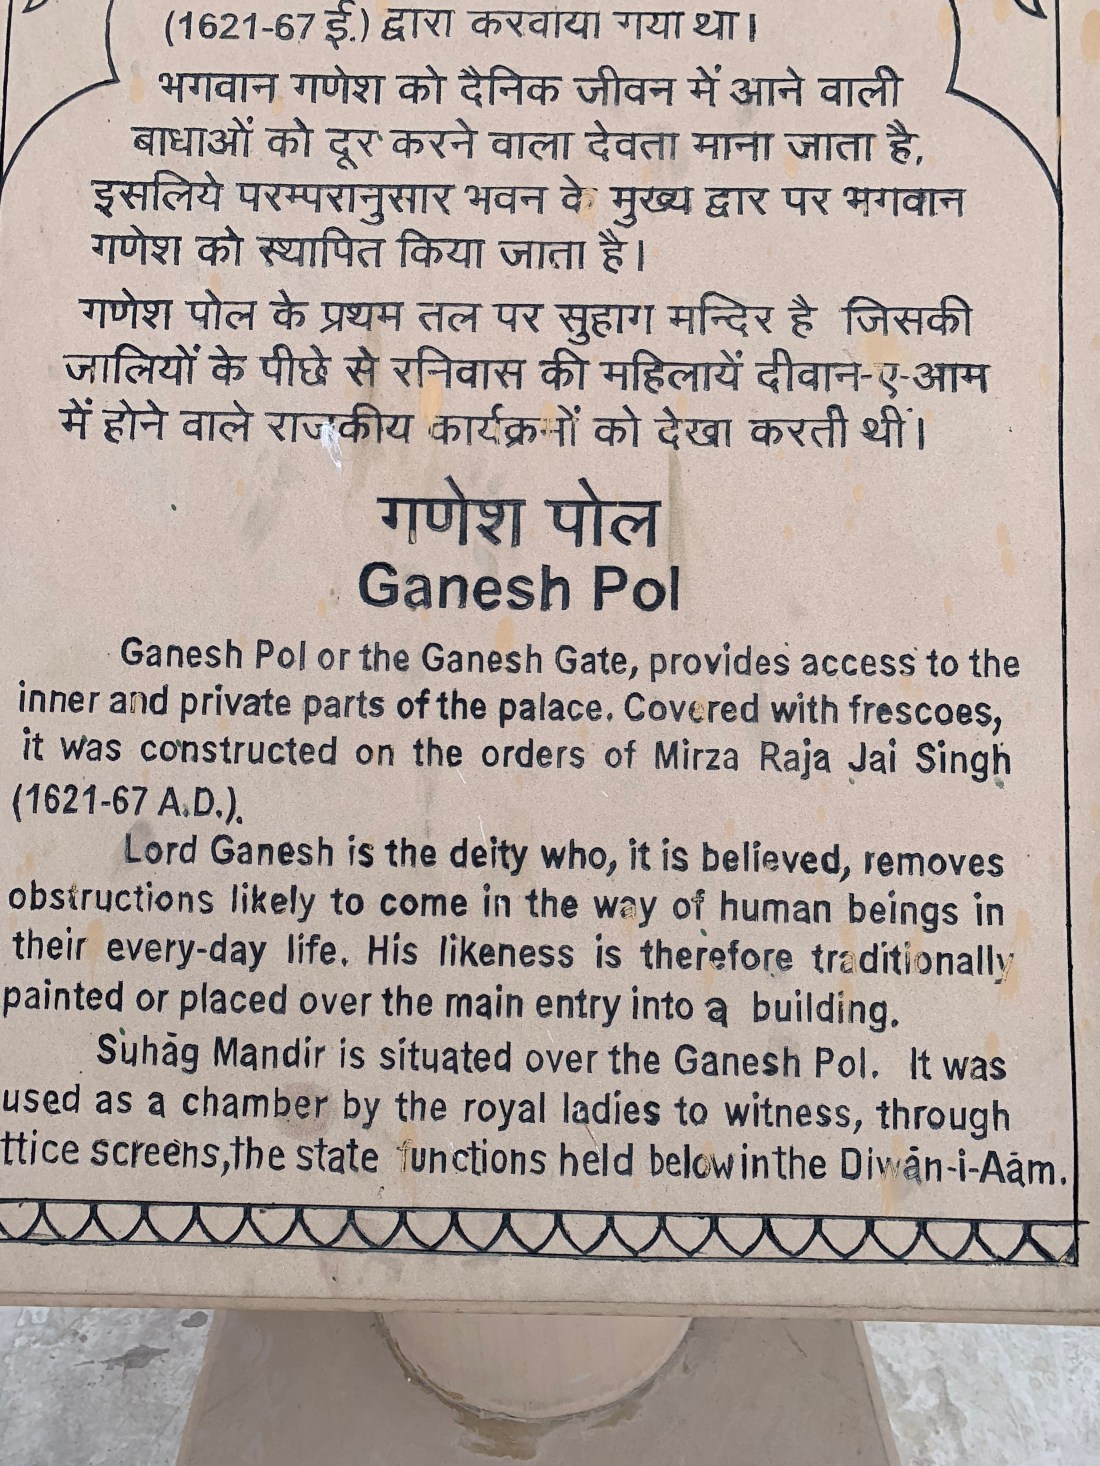 (1621-67 ई.) द्वारा करवाया गया था।
भगवान गणेश को दैनिक जीवन में आने वाली
बाधाओं को दूर करने वाला देवता माना जाता है,
इसलिये परम्परानुसार भवन के मुख्य द्वार पर भगवान
गणेश को स्थापित किया जाता है।
गणेश पोल के प्रथम तल पर सुहाग मन्दिर है जिसकी
जालियों के पीछे से रनिवास की महिलायें दीवान-ए-आम
में होने वाले राजकीय कार्यक्रमों को देखा करती थीं।
गणेश पोल
Ganesh Pol
Ganesh Pol or the Ganesh Gate, provides access to the
inner and private parts of the palace. Covered with frescoes,
it was constructed on the orders of Mirza Raja Jai Singh
(1621-67 A.D.).
Lord Ganesh is the deity who, it is believed, removes
obstructions likely to come in the way of human beings in
their every-day life. His likeness is therefore traditionally
painted or placed over the main entry into a building.
Suhāg Mandir is situated over the Ganesh Pol. It was
used as a chamber by the royal ladies to witness, through
ttice screens, the state functions held below in the Diwān-i-Aām.